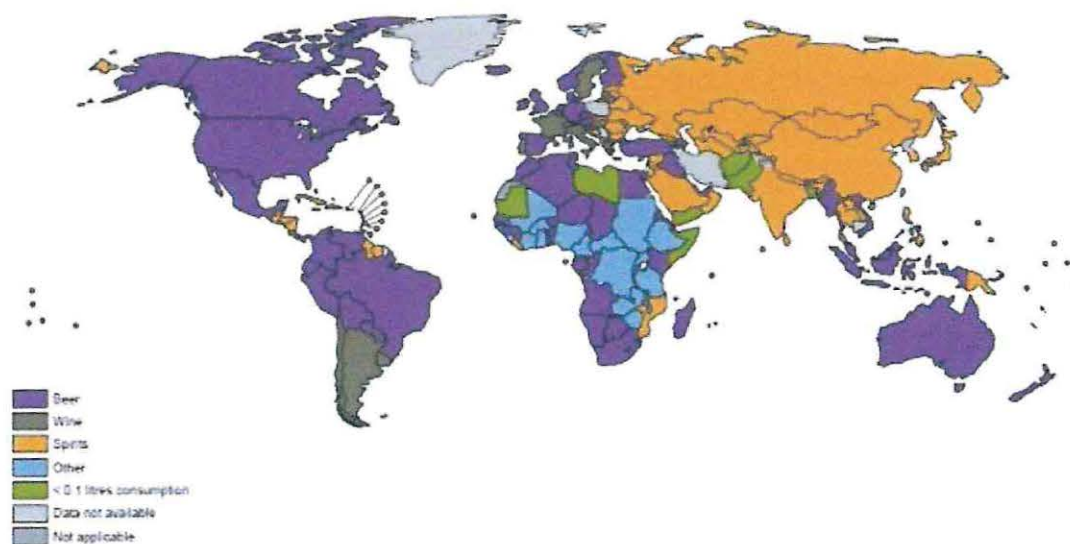 Beer
Wine
Spirits
Other
< 0.1 litres consumption
Data not available
Not applicable